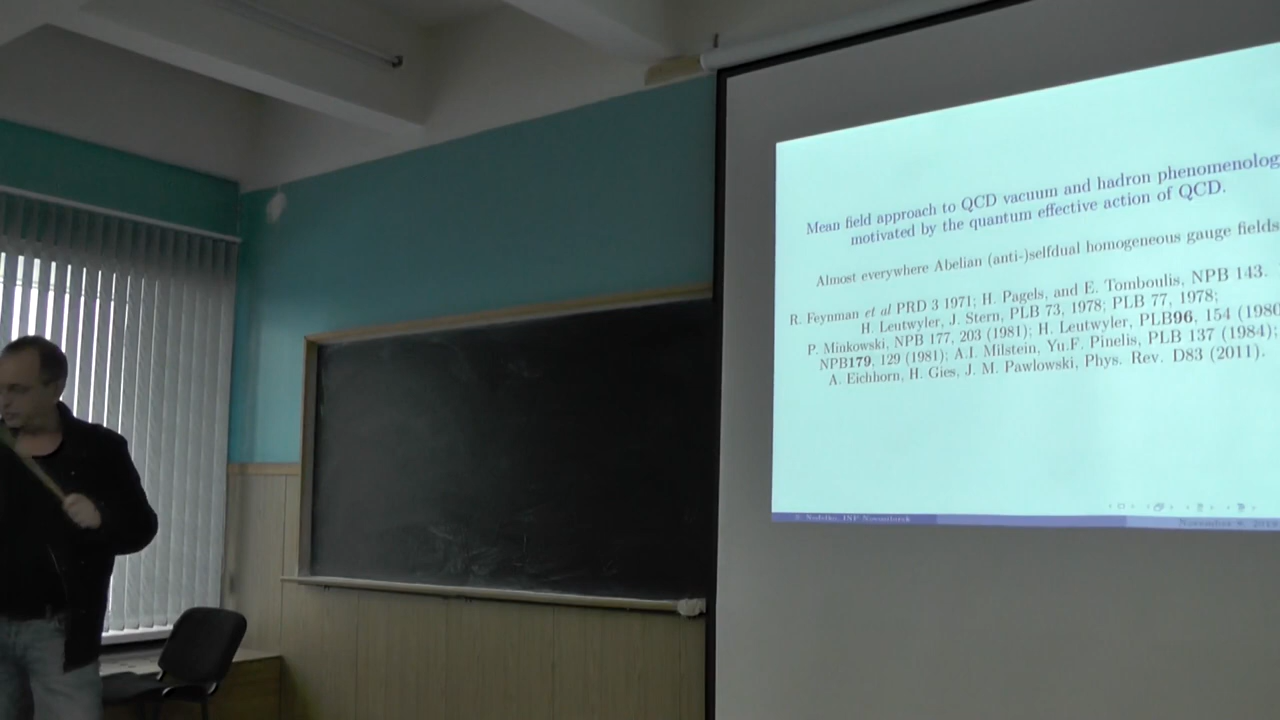 Mean field approach to QCD vacuum and hadron phenomenolog
motivated by the quantum effective action of QCD.
Almost everywhere Abelian (anti-)selfdual homogeneous gauge fields
R. Feynman et al PRD 3 1971; H. Pagels, and E. Tomboulis, NPB 143.
H. Leutwyler, J. Stern, PLB 73, 1978; PLB 77, 1978;
P. Minkowski, NPB 177, 203 (1981); H. Leutwyler, PLB96, 154 (1980
NPB179, 129 (1981); A.I. Milstein, Yu.F. Pinelis, PLB 137 (1984);
A. Eichhorn, H. Gies, J. M. Pawlowski, Phys. Rev. D83 (2011).
November